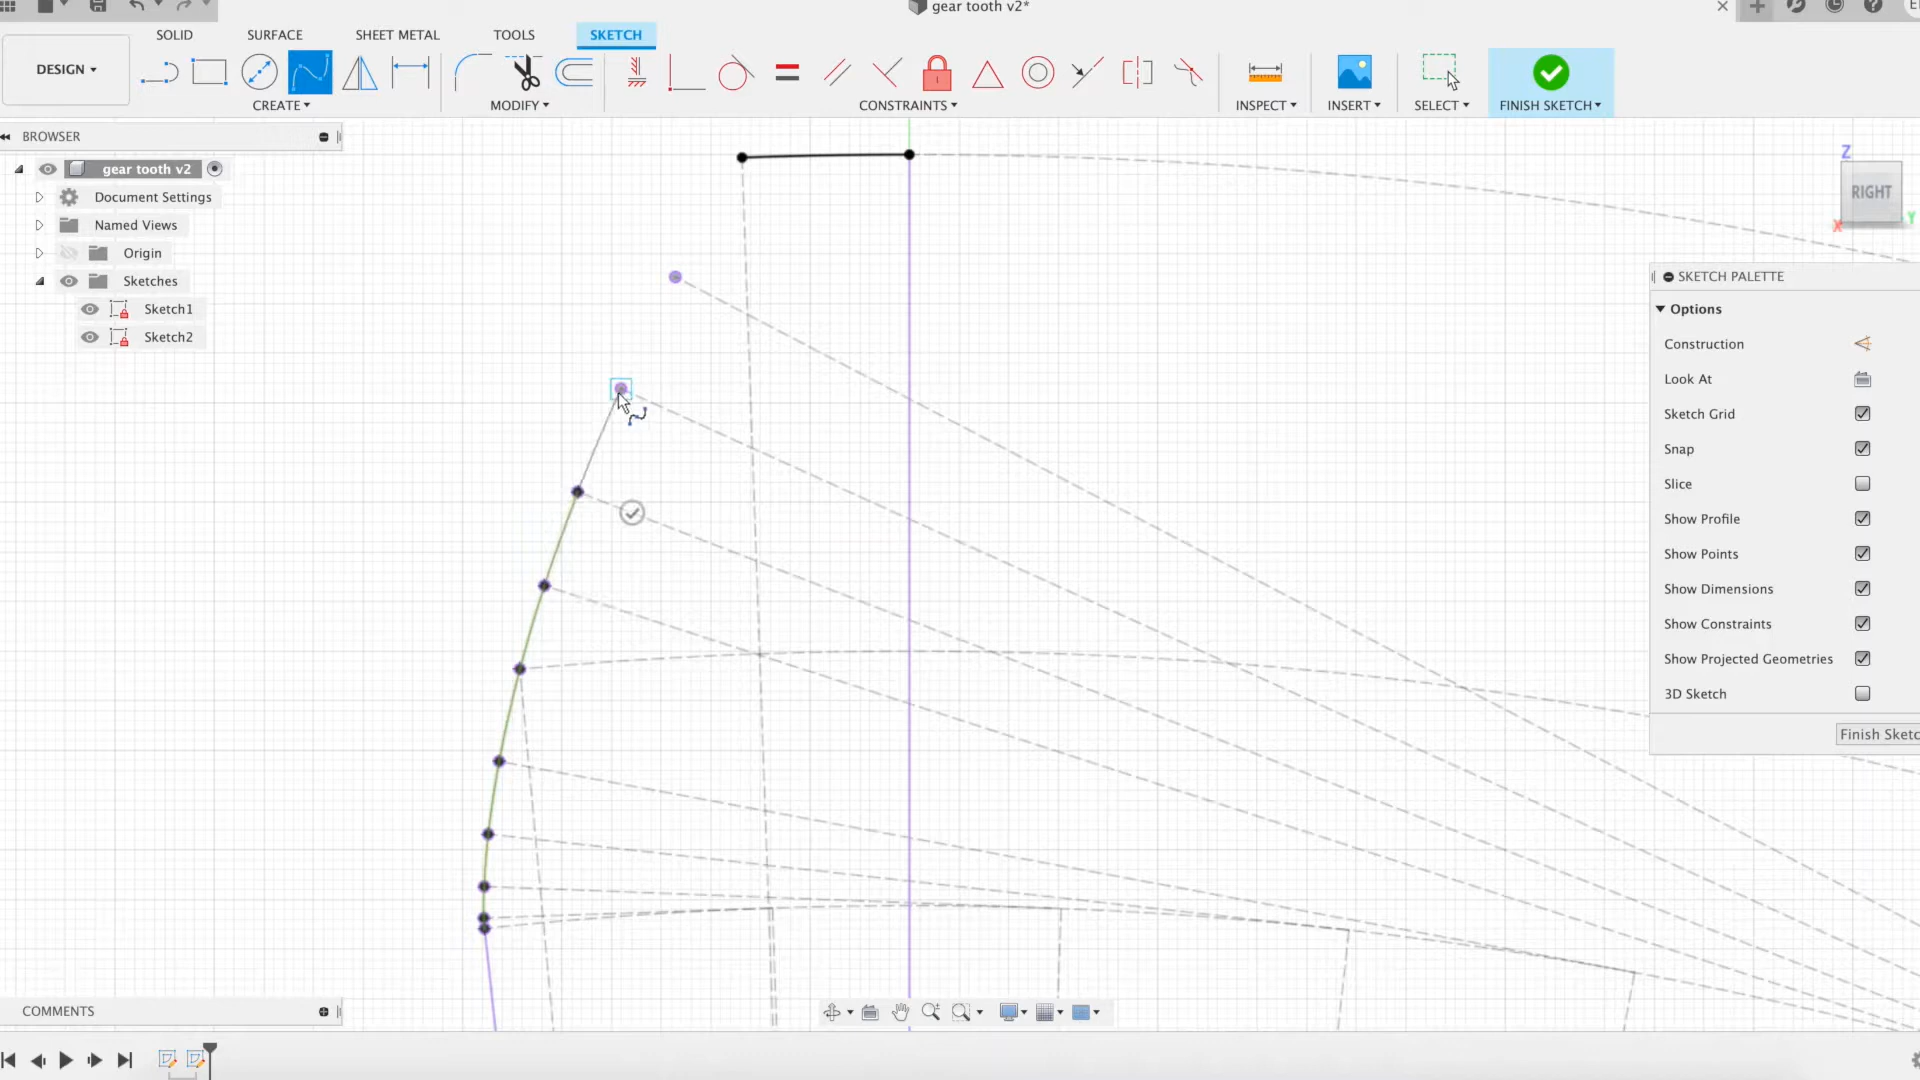 gear tooth v2*
SOLID SURFACE SHEET METAL TOOLS SKETCH
DESIGN
CREATE MODIFY CONSTRAINTS INSPECT INSERT SELECT FINISH SKETCH
BROWSER
gear tooth v2
Document Settings
Named Views
Origin
Sketches
Sketch1
Sketch2
Z
RIGHT
X
Y
SKETCH PALETTE
Options
Construction
Look At
Sketch Grid
Snap
Slice
Show Profile
Show Points
Show Dimensions
Show Constraints
Show Projected Geometries
3D Sketch
Finish Sketc
COMMENTS